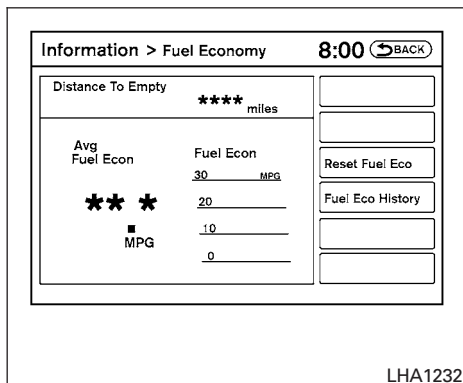 Information > Fuel Economy 8:00 BACK
Distance To Empty
**** miles
Avg
Fuel Econ
** *
.
MPG
Fuel Econ
30 MPG
20
10
0
Reset Fuel Eco
Fuel Eco History
LHA1232